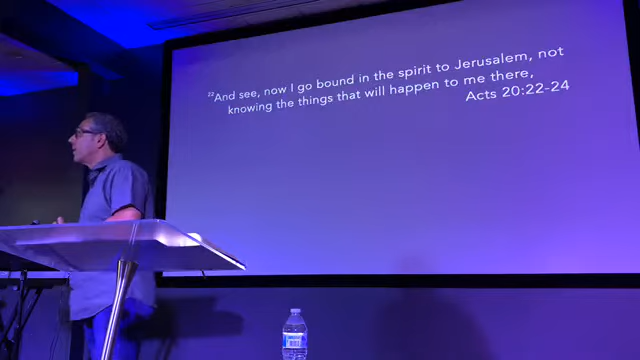 ²²And see, now I go bound in the spirit to Jerusalem, not
knowing the things that will happen to me there,
Acts 20:22-24